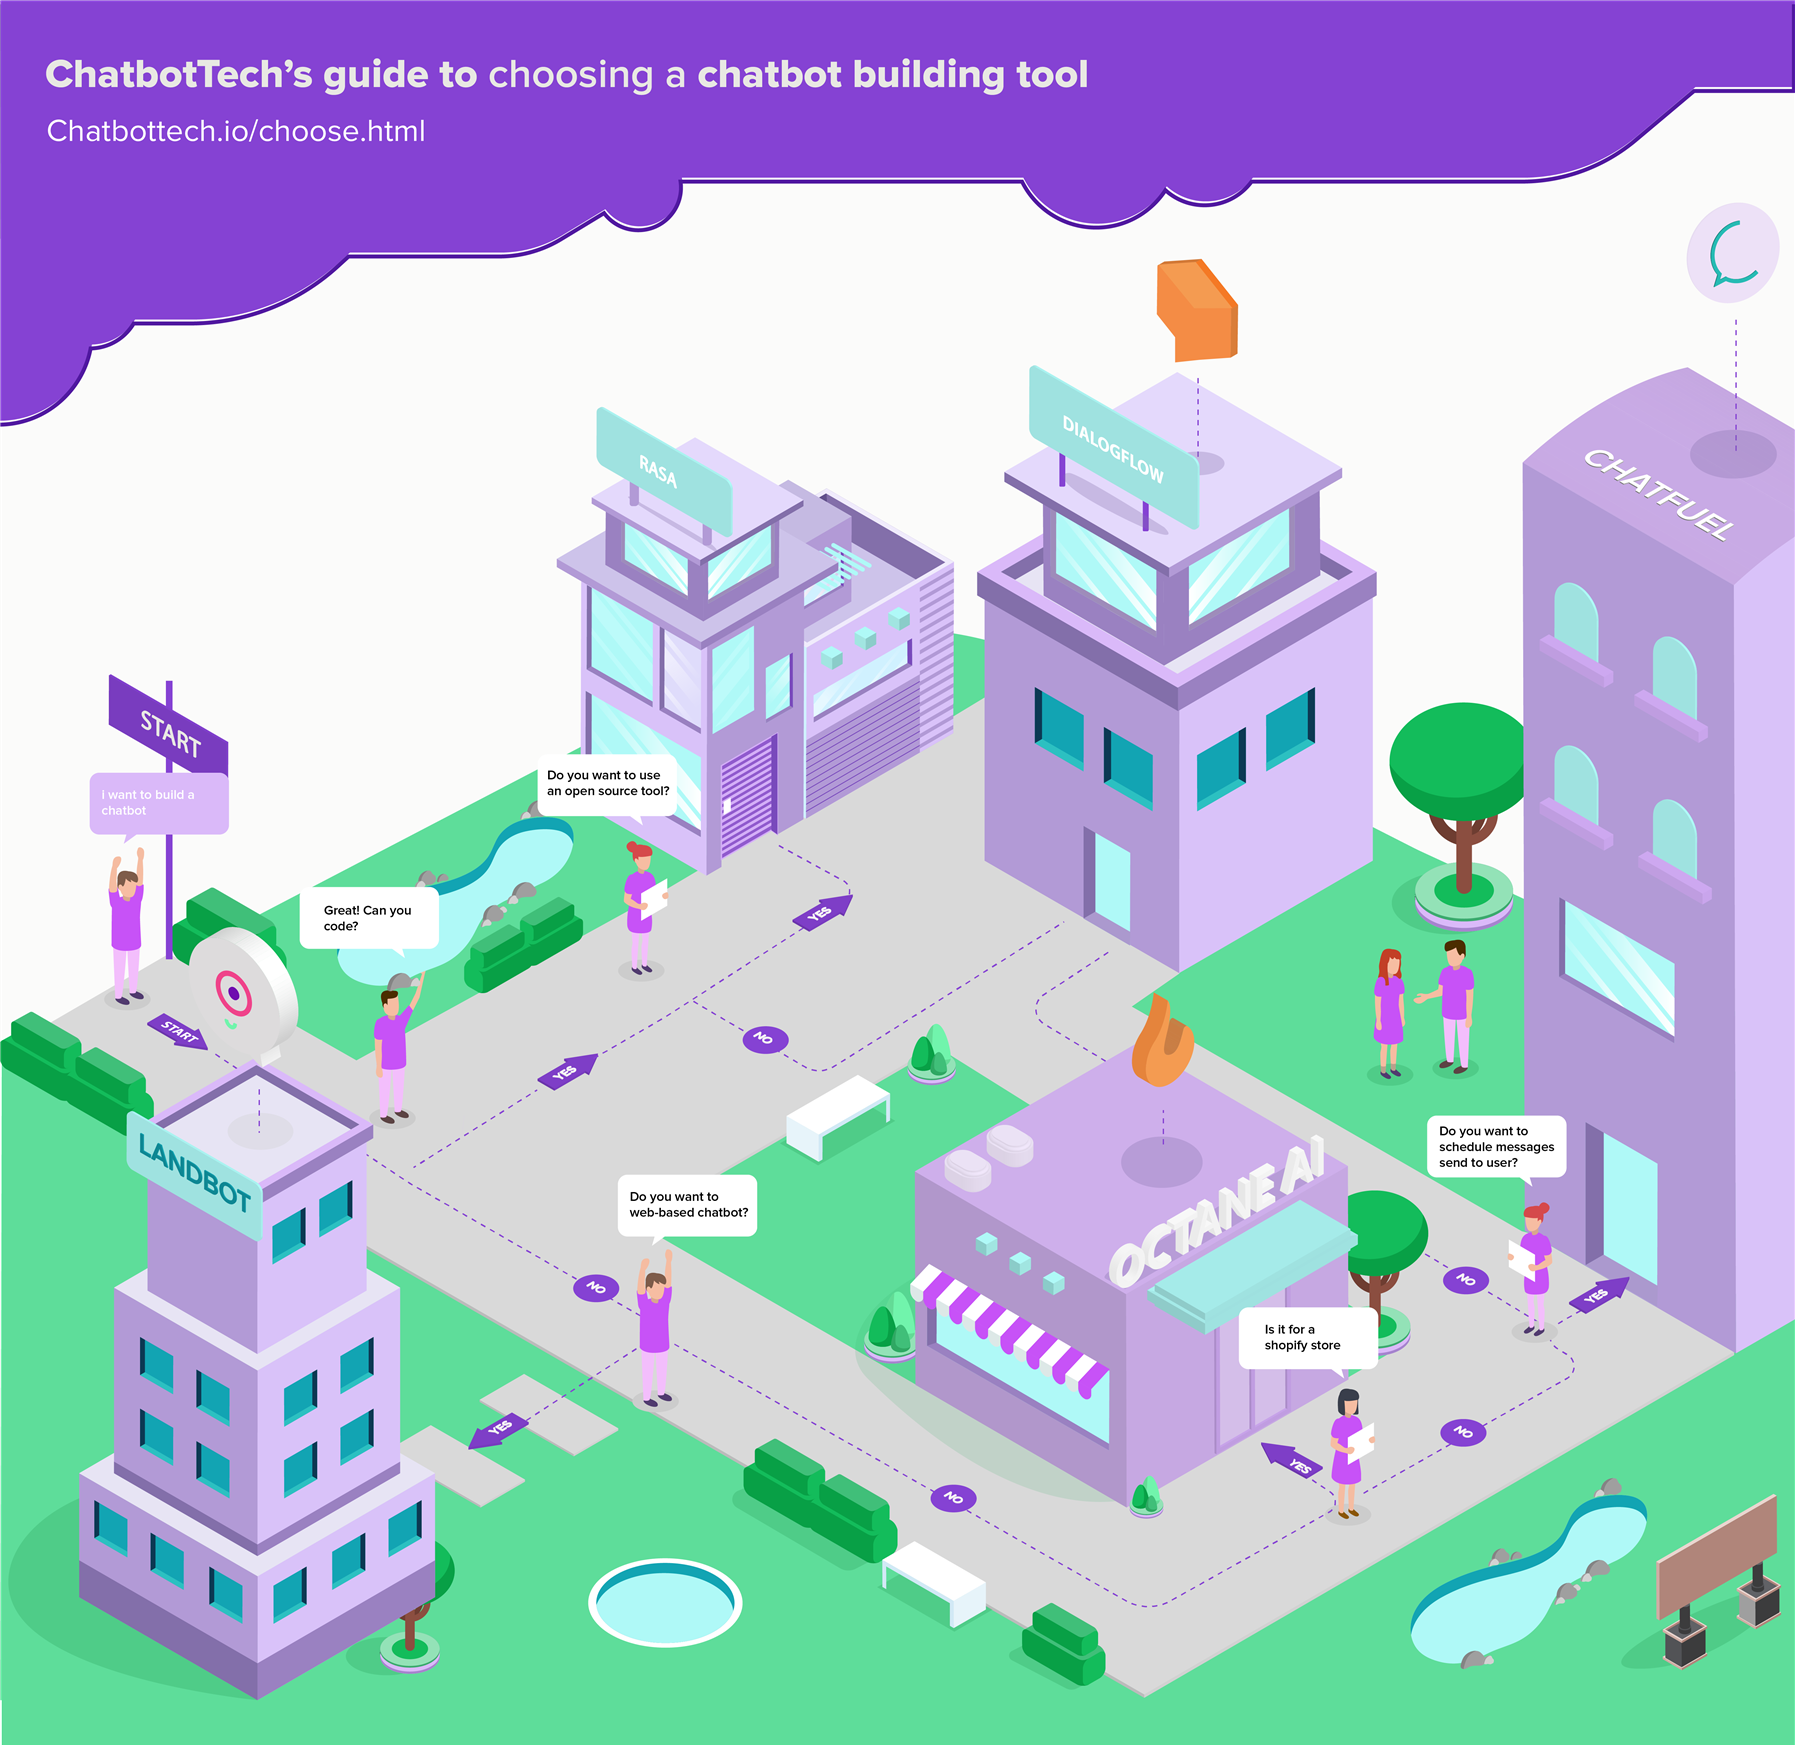 ChatbotTech's guide to choosing a chatbot building tool
Chatbottech.io/choose.html
DIALOGFLOW
RASA
CHATFUEL
START
I want to build a
chatbot
Do you want to use
an open source tool?
Great! Can you
code?
YES
START
NO
YES
LANDBOT
Do you want to
web-based chatbot?
OCTANE AI
Do you want to
schedule messages
send to user?
NO
NO
YES
Is it for a
shopify store
YES
NO
YES
NO